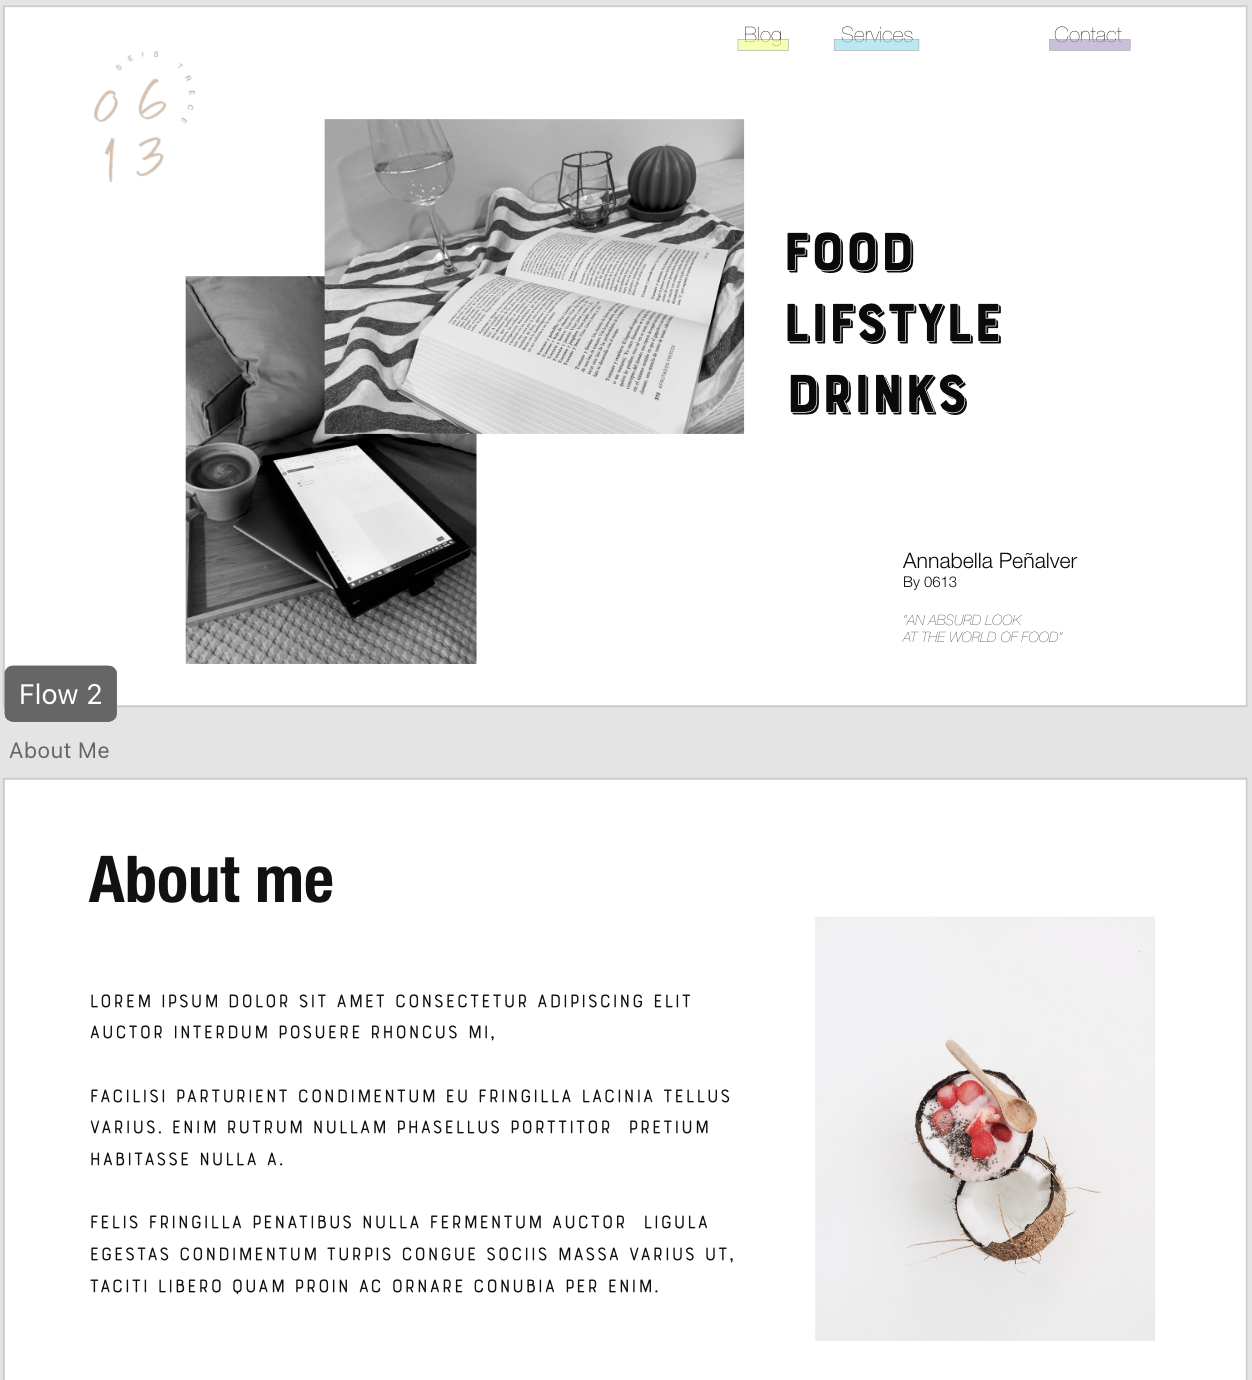 SEIS TRECE
06
13
Blog
Services
Contact
FOOD
LIFSTYLE
DRINKS
Annabella Peñalver
By 0613
"AN ABSURD LOOK
AT THE WORLD OF FOOD"
Flow 2
About Me
About me
LOREM IPSUM DOLOR SIT AMET CONSECTETUR ADIPISCING ELIT
AUCTOR INTERDUM POSUERE RHONCUS MI,
FACILISI PARTURIENT CONDIMENTUM EU FRINGILLA LACINIA TELLUS
VARIUS. ENIM RUTRUM NULLAM PHASELLUS PORTTITOR PRETIUM
HABITASSE NULLA A.
FELIS FRINGILLA PENATIBUS NULLA FERMENTUM AUCTOR LIGULA
EGESTAS CONDIMENTUM TURPIS CONGUE SOCIIS MASSA VARIUS UT,
TACITI LIBERO QUAM PROIN AC ORNARE CONUBIA PER ENIM.